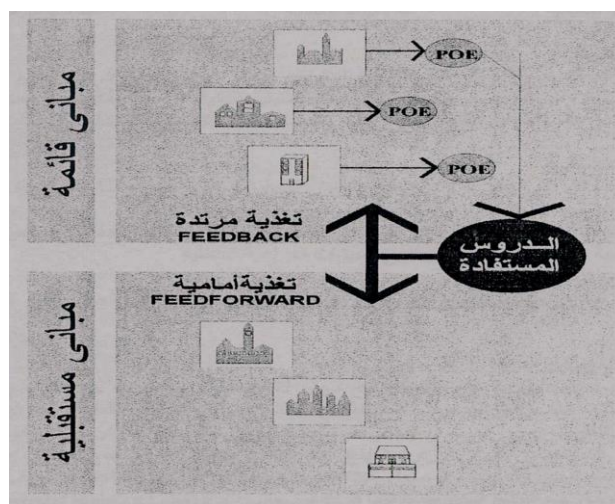 مبانى قائمة
POE
POE
POE
تغذية مرتدة
FEEDBACK
الدروس
المستفادة
تغذية أمامية
FEEDFORWARD
مبانى مستقبلية